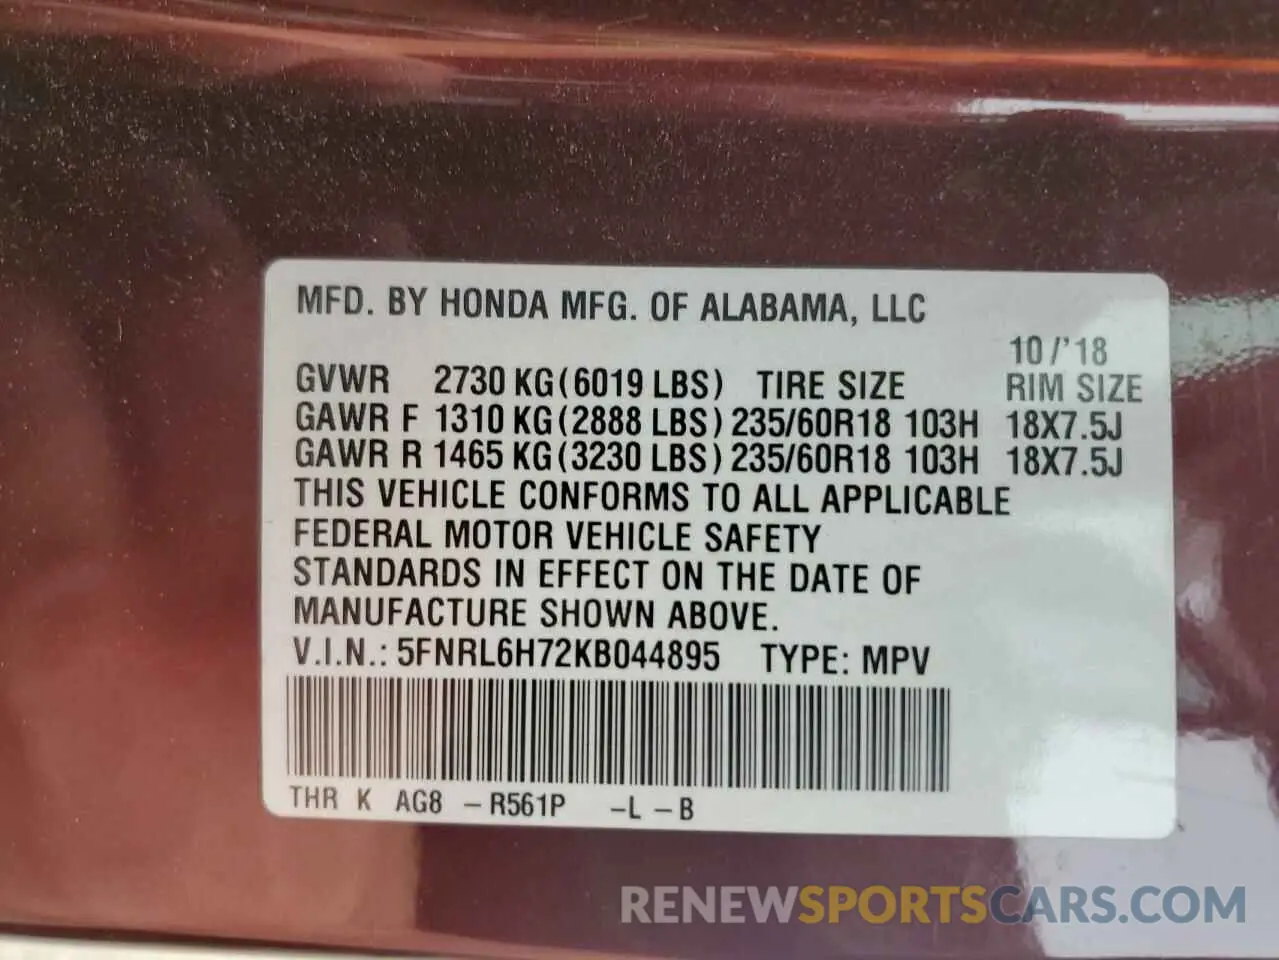 MFD. BY HONDA MFG. OF ALABAMA, LLC
10/'18
GVWR 2730 KG(6019 LBS) TIRE SIZE RIM SIZE
GAWR F 1310 KG(2888 LBS) 235/60R18 103H 18X7.5J
GAWR R 1465 KG(3230 LBS) 235/60R18 103H 18X7.5J
THIS VEHICLE CONFORMS TO ALL APPLICABLE
FEDERAL MOTOR VEHICLE SAFETY
STANDARDS IN EFFECT ON THE DATE OF
MANUFACTURE SHOWN ABOVE.
V.I.N.: 5FNRL6H72KB044895 TYPE: MPV
THR K AG8 -R561P -L -B
RENEWSPORTSCARS.COM